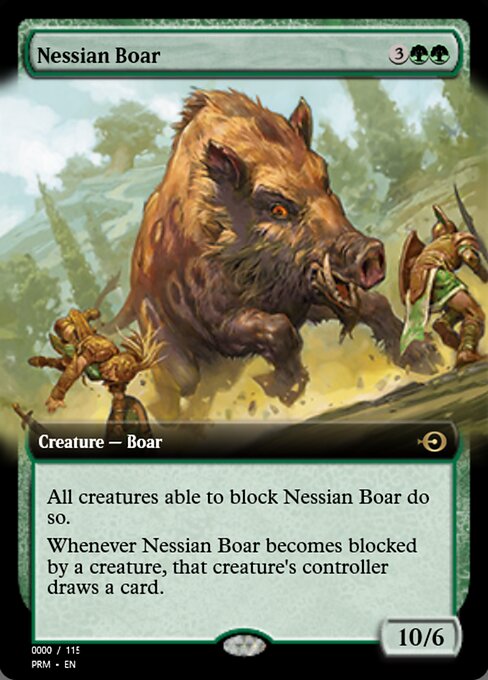 Nessian Boar 3
Creature — Boar
All creatures able to block Nessian Boar do
so.
Whenever Nessian Boar becomes blocked
by a creature, that creature's controller
draws a card.
10/6
0000 / 115
PRM • EN